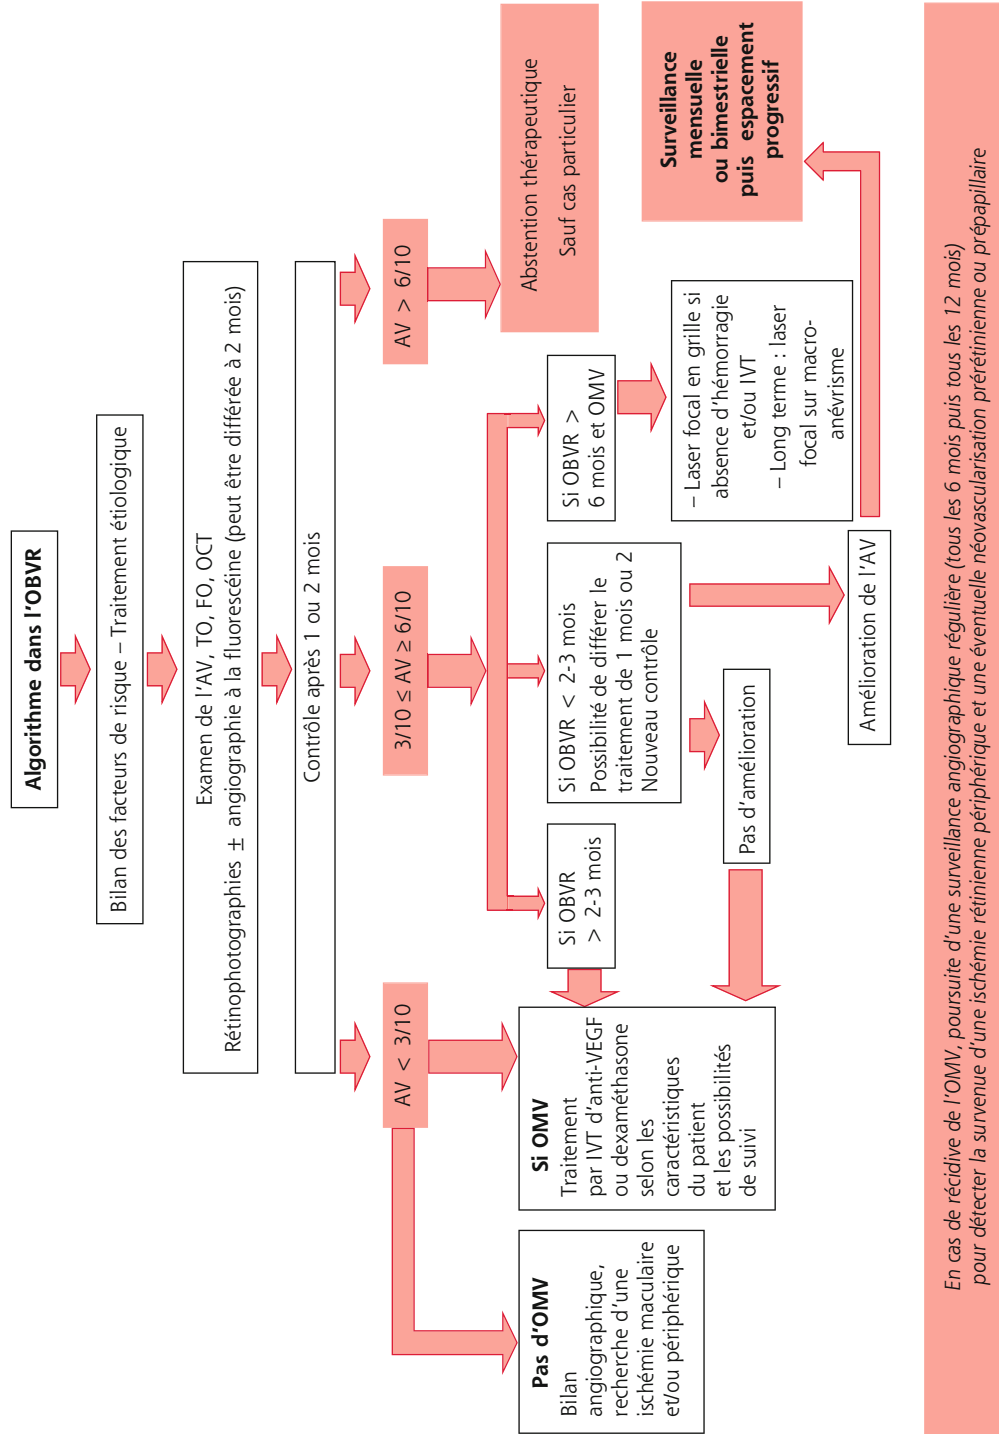 Algorithme dans l'OBVR
Bilan des facteurs de risque – Traitement étiologique
Examen de l'AV, TO, FO, OCT
Rétinophotographies ± angiographie à la fluorescéine (peut être différée à 2 mois)
Contrôle après 1 ou 2 mois
AV < 3/10
3/10 ≤ AV ≥ 6/10
AV > 6/10
Pas d'OMV
Bilan
angiographique,
recherche d'une
ischémie maculaire
et/ou périphérique
Si OMV
Traitement
par IVT d'anti-VEGF
ou dexaméthasone
selon les
caractéristiques
du patient
et les possibilités
de suivi
Si OBVR
> 2-3 mois
Si OBVR < 2-3 mois
Possibilité de différer le
traitement de 1 mois ou 2
Nouveau contrôle
Si OBVR >
6 mois et OMV
Abstention thérapeutique
Sauf cas particulier
– Laser focal en grille si
absence d'hémorragie
et/ou IVT
– Long terme : laser
focal sur macro-
anévrisme
Surveillance
mensuelle
ou bimestrielle
puis espacement
progressif
Pas d'amélioration
Amélioration de l'AV
En cas de récidive de l'OMV, poursuite d'une surveillance angiographique régulière (tous les 6 mois puis tous les 12 mois)
pour détecter la survenue d'une ischémie rétinienne périphérique et une éventuelle néovascularisation prérétinienne ou prépapillaire